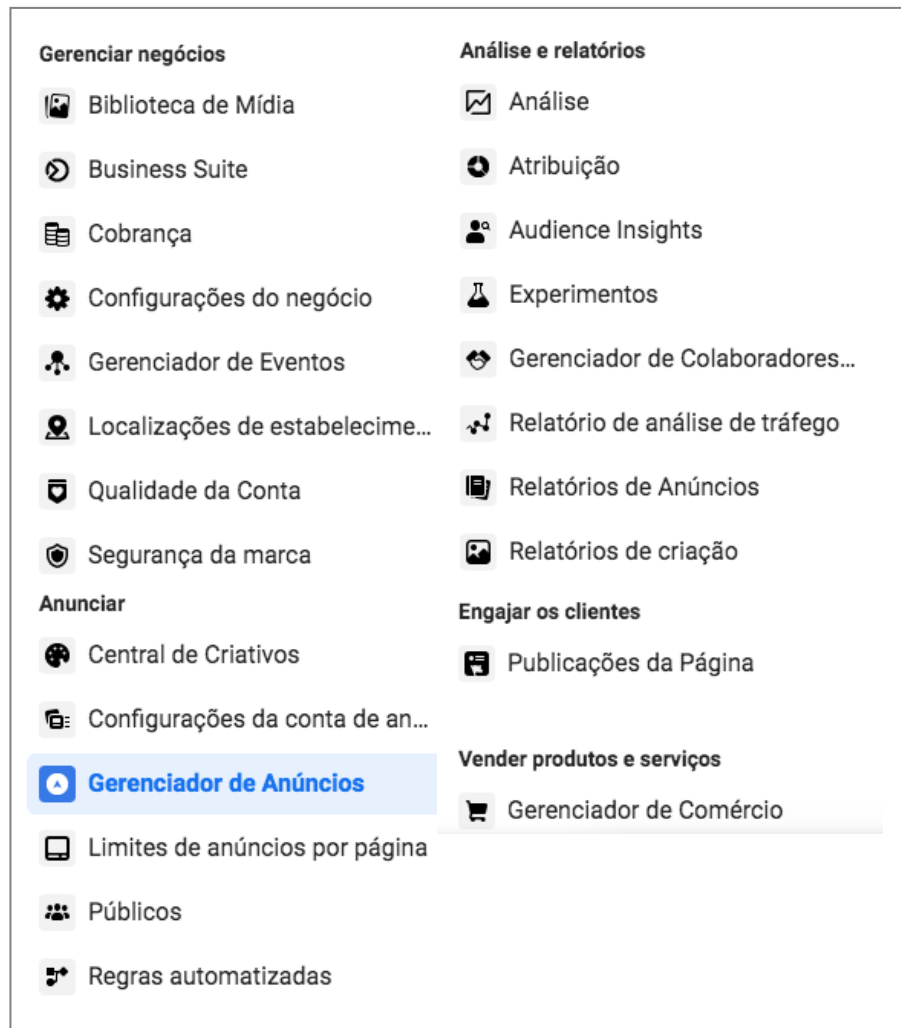 Gerenciar negócios
Biblioteca de Mídia
Business Suite
Cobrança
Configurações do negócio
Gerenciador de Eventos
Localizações de estabelecime...
Qualidade da Conta
Segurança da marca
Anunciar
Central de Criativos
Configurações da conta de an...
Gerenciador de Anúncios
Limites de anúncios por página
Públicos
Regras automatizadas
Análise e relatórios
Análise
Atribuição
Audience Insights
Experimentos
Gerenciador de Colaboradores...
Relatório de análise de tráfego
Relatórios de Anúncios
Relatórios de criação
Engajar os clientes
Publicações da Página
Vender produtos e serviços
Gerenciador de Comércio